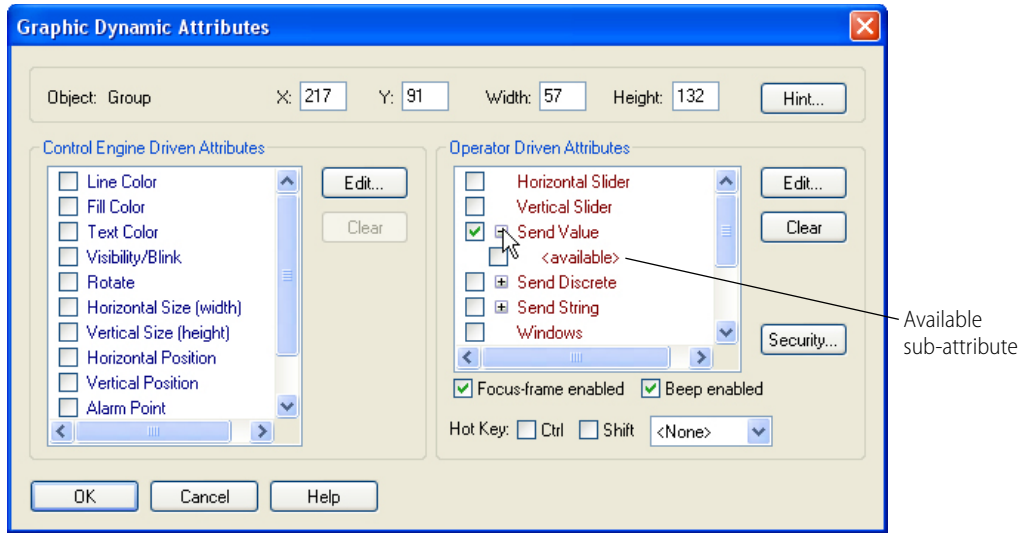 Graphic Dynamic Attributes
Object: Group X: 217 Y: 91 Width: 57 Height: 132 Hint...
Control Engine Driven Attributes
Line Color
Fill Color
Text Color
Visibility/Blink
Rotate
Horizontal Size (width)
Vertical Size (height)
Horizontal Position
Vertical Position
Alarm Point
Edit...
Clear
Operator Driven Attributes
Horizontal Slider
Vertical Slider
Send Value
<available>
Send Discrete
Send String
Windows
Edit...
Clear
Security...
Focus-frame enabled Beep enabled
Hot Key: Ctrl Shift <None>
OK Cancel Help
Available
sub-attribute